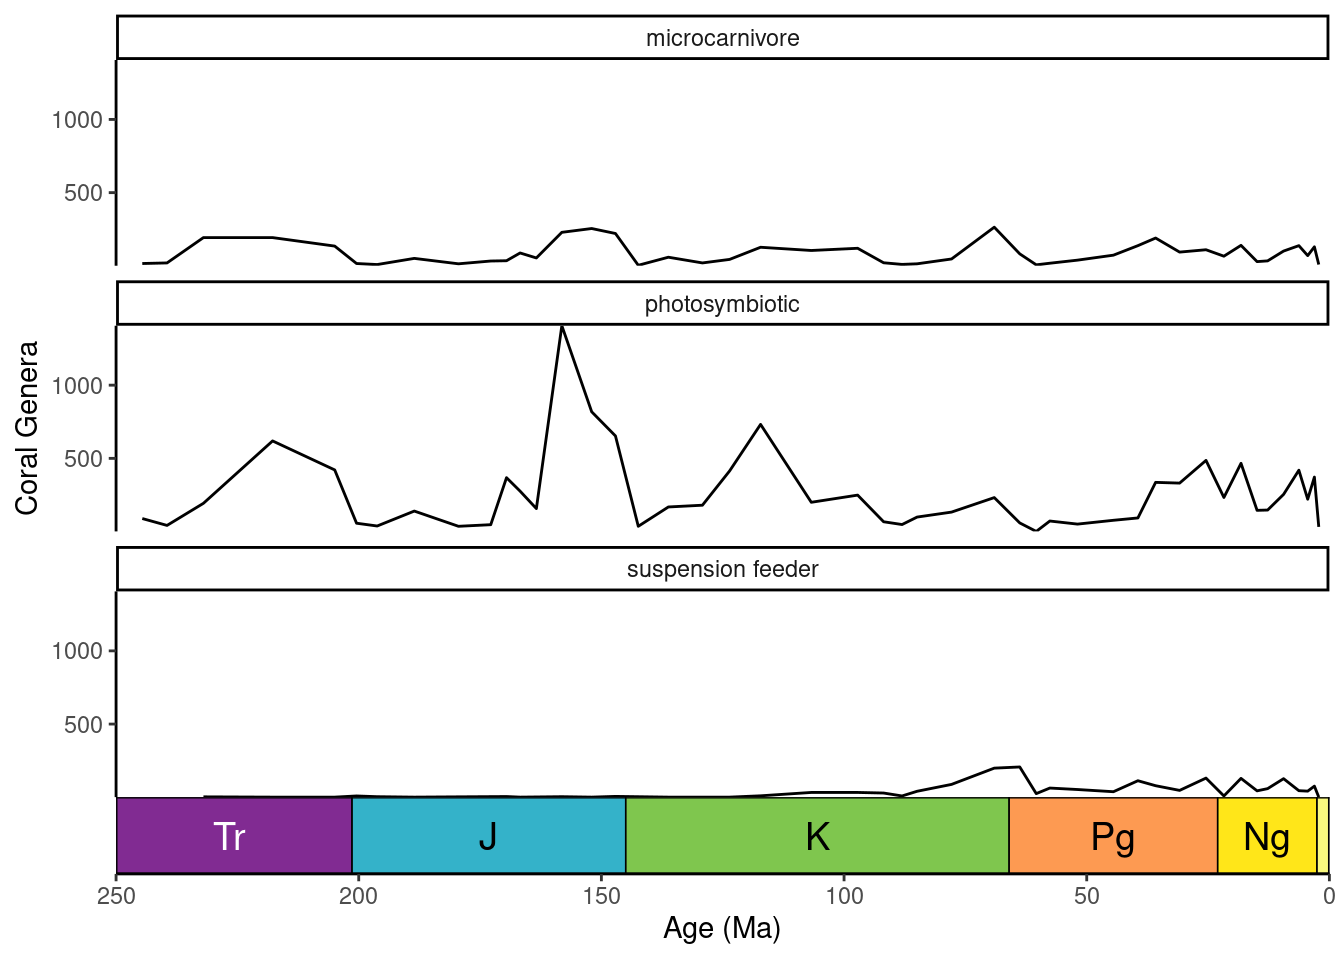 microcarnivore
1000
500
photosymbiotic
1000
500
Coral Genera
suspension feeder
1000
500
Tr J K Pg Ng
250 200 150 100 50 0
Age (Ma)